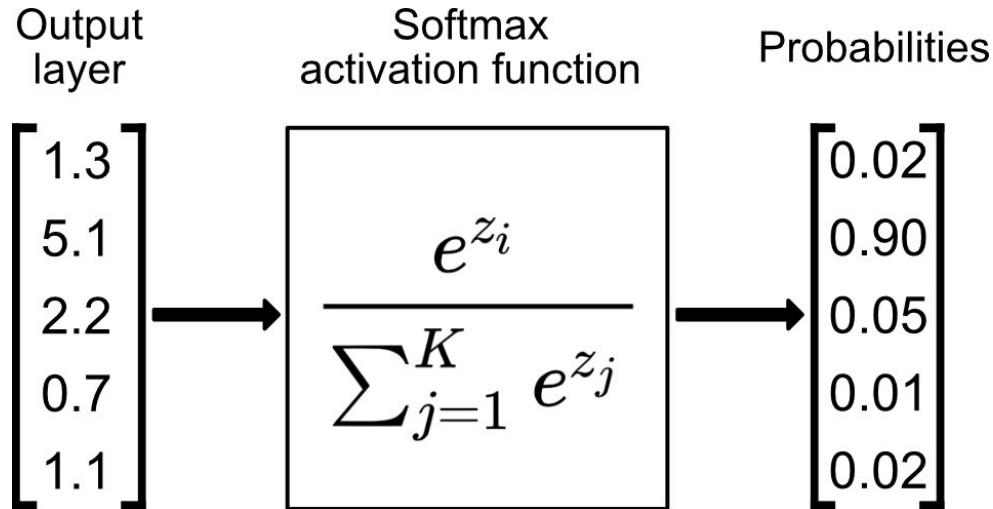 Output
layer
Softmax
activation function
Probabilities
1.3
5.1
2.2
0.7
1.1
e^{z_i}
∑_{j=1}^{K} e^{z_j}
0.02
0.90
0.05
0.01
0.02